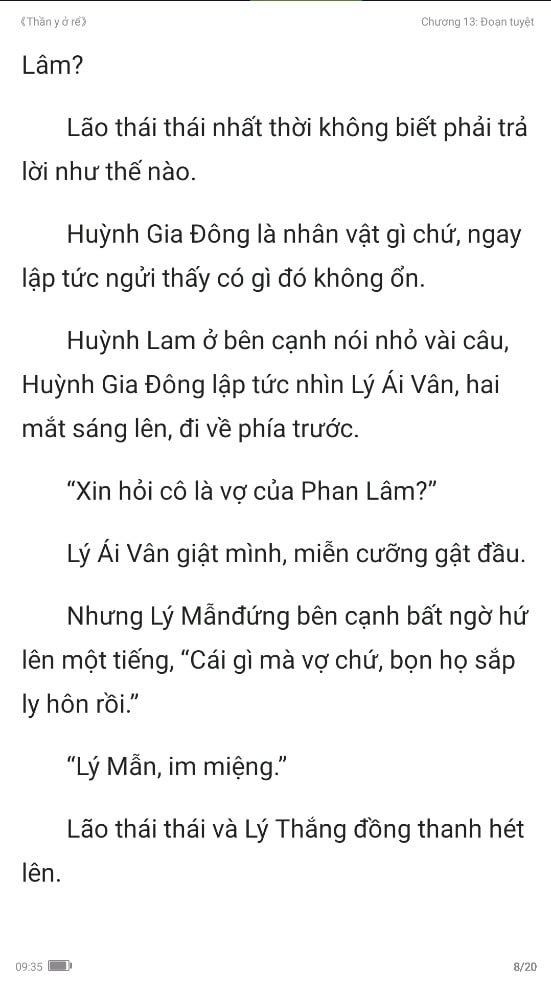 《Thần y ở rể》
Chương 13: Đoạn tuyệt
Lâm?
Lão thái thái nhất thời không biết phải trả
lời như thế nào.
Huỳnh Gia Đông là nhân vật gì chứ, ngay
lập tức ngửi thấy có gì đó không ổn.
Huỳnh Lam ở bên cạnh nói nhỏ vài câu,
Huỳnh Gia Đông lập tức nhìn Lý Ái Vân, hai
mắt sáng lên, đi về phía trước.
“Xin hỏi cô là vợ của Phan Lâm?”
Lý Ái Vân giật mình, miễn cưỡng gật đầu.
Nhưng Lý Mẫnđứng bên cạnh bất ngờ hứ
lên một tiếng, “Cái gì mà vợ chứ, bọn họ sắp
ly hôn rồi.”
“Lý Mẫn, im miệng.”
Lão thái thái và Lý Thắng đồng thanh hét
lên.
09:35
8/20